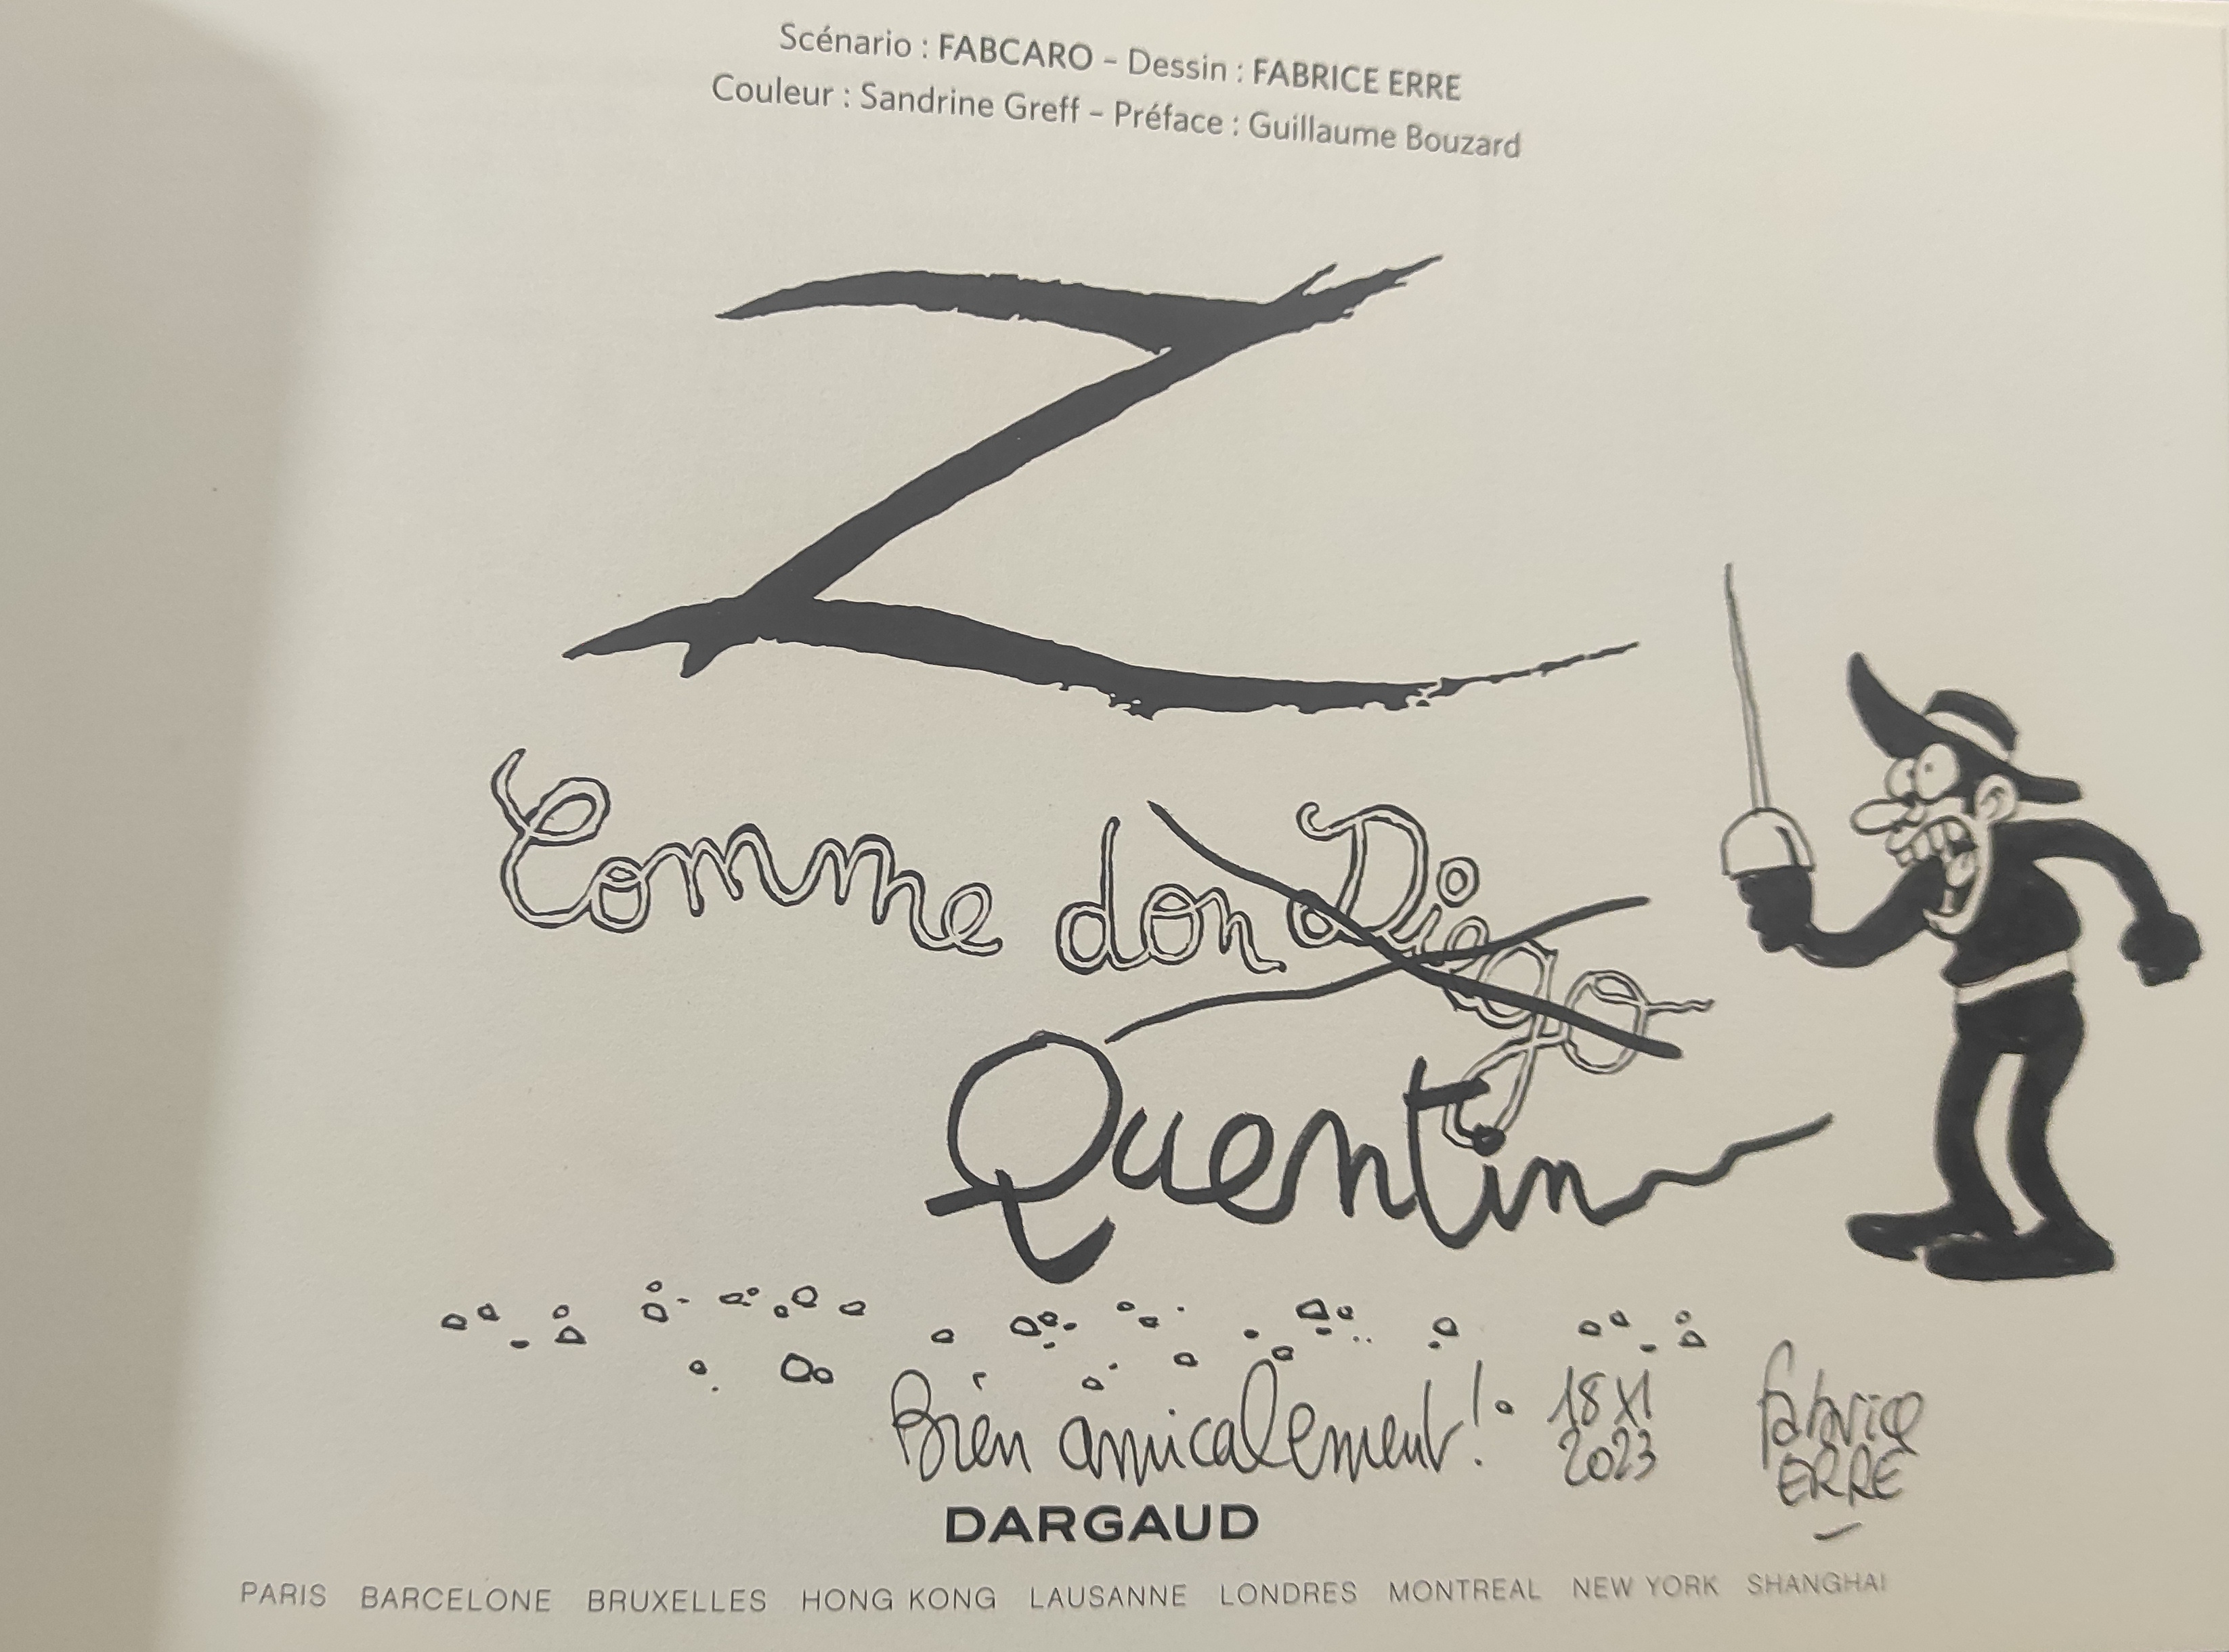 Scénario : FABCARO – Dessin : FABRICE ERRE
Couleur : Sandrine Greff – Préface : Guillaume Bouzard
Z
Comme don Diego
Quentin
Bien amicalement !
18 XI
2023
fabrice
ERRE
DARGAUD
PARIS BARCELONE BRUXELLES HONG KONG LAUSANNE LONDRES MONTREAL NEW YORK SHANGHAI